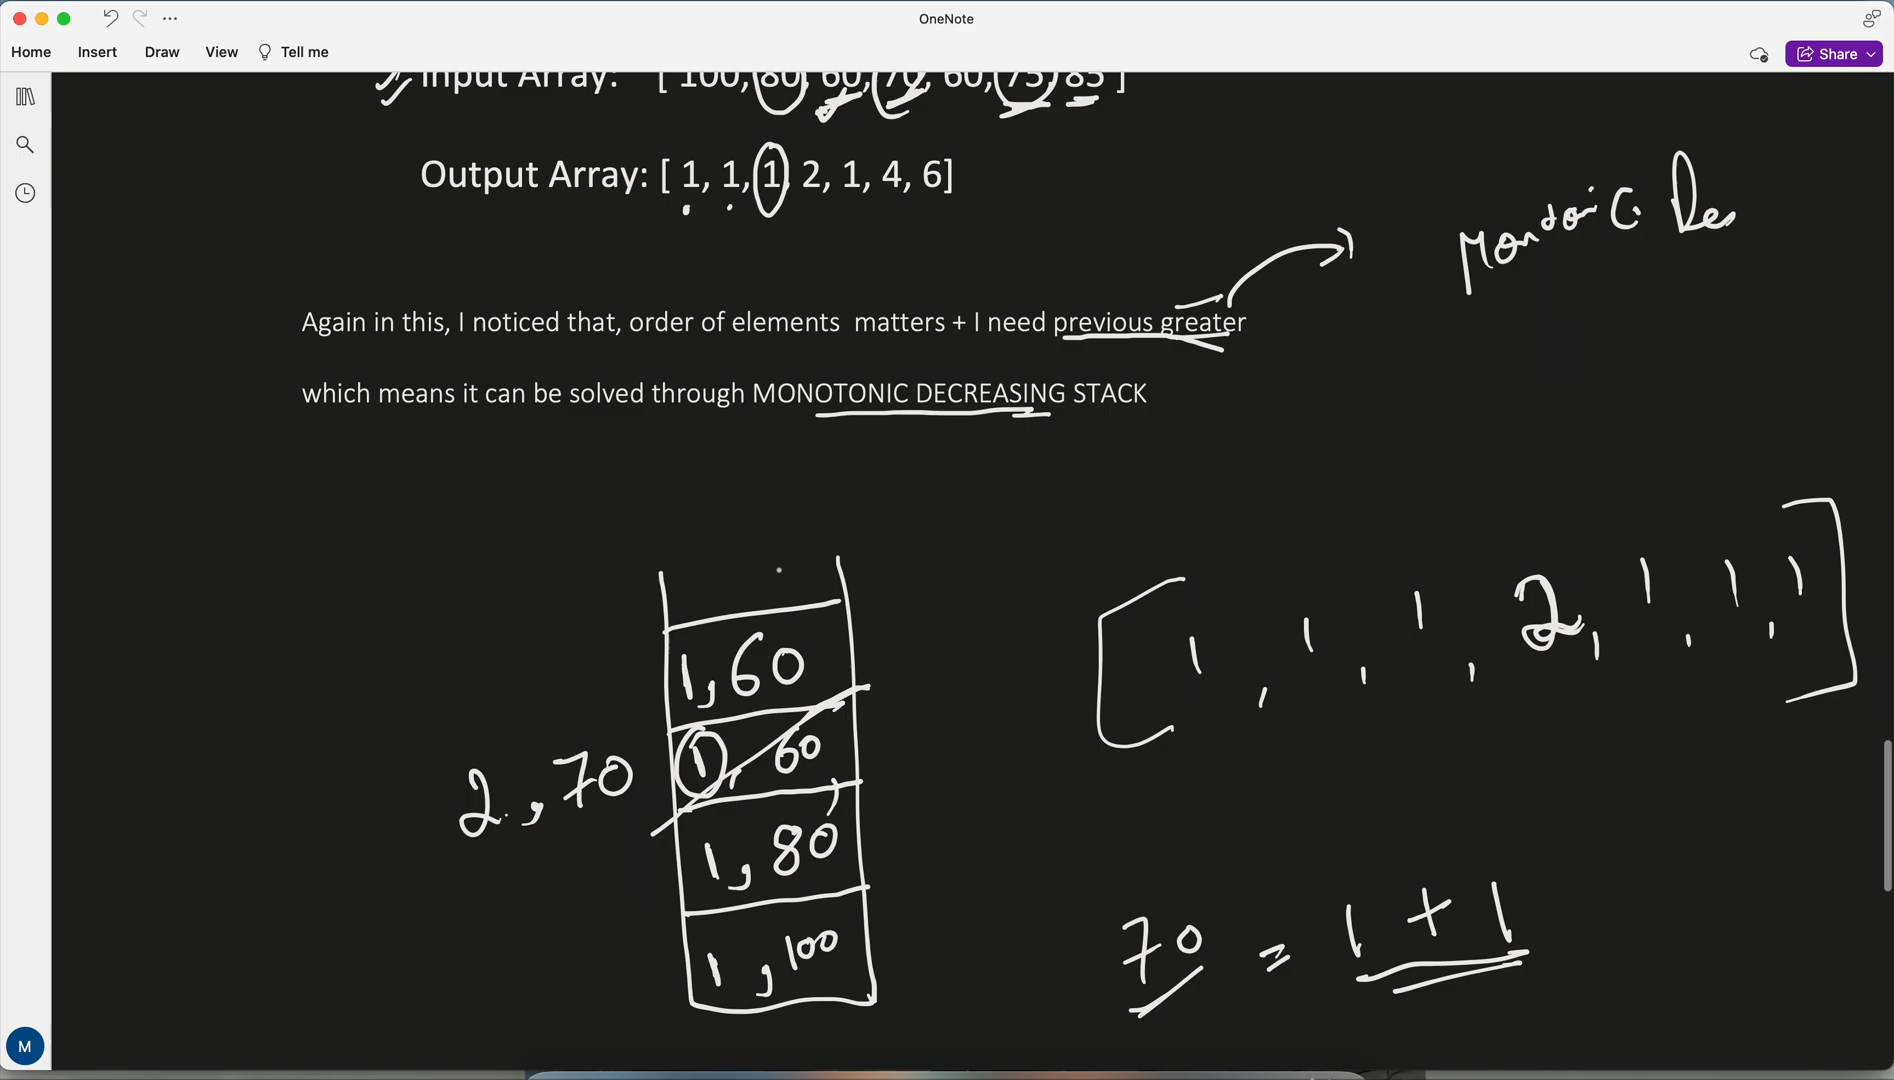 OneNote
Home Insert Draw View Tell me Share
Input Array: [ 100, 80, 60, 70, 60, 75, 85 ]
Output Array: [ 1, 1, 1, 2, 1, 4, 6]
Monotonic Dec
Again in this, I noticed that, order of elements matters + I need previous greater
which means it can be solved through MONOTONIC DECREASING STACK
[ 1, 1, 1, 2, 1, 1, 1 ]
1, 60
2, 70
1, 60
1, 80
1, 100
70 = 1 + 1
M